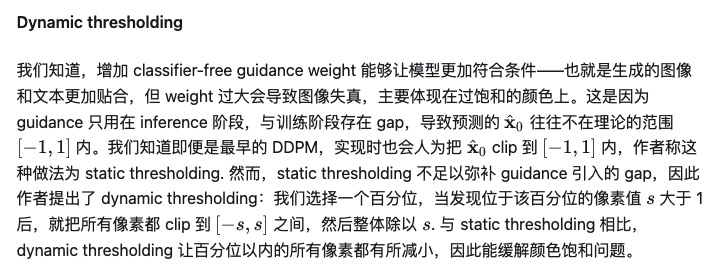 Dynamic thresholding
我们知道，增加 classifier-free guidance weight 能够让模型更加符合条件——也就是生成的图像
和文本更加贴合，但 weight 过大会导致图像失真，主要体现在过饱和的颜色上。这是因为
guidance 只用在 inference 阶段，与训练阶段存在 gap，导致预测的 x̂₀ 往往不在理论的范围
[−1, 1] 内。我们知道即便是最早的 DDPM，实现时也会人为把 x̂₀ clip 到 [−1, 1] 内，作者称这
种做法为 static thresholding. 然而，static thresholding 不足以弥补 guidance 引入的 gap，因此
作者提出了 dynamic thresholding：我们选择一个百分位，当发现位于该百分位的像素值 s 大于 1
后，就把所有像素都 clip 到 [−s, s] 之间，然后整体除以 s. 与 static thresholding 相比，
dynamic thresholding 让百分位以内的所有像素都有所减小，因此能缓解颜色饱和问题。